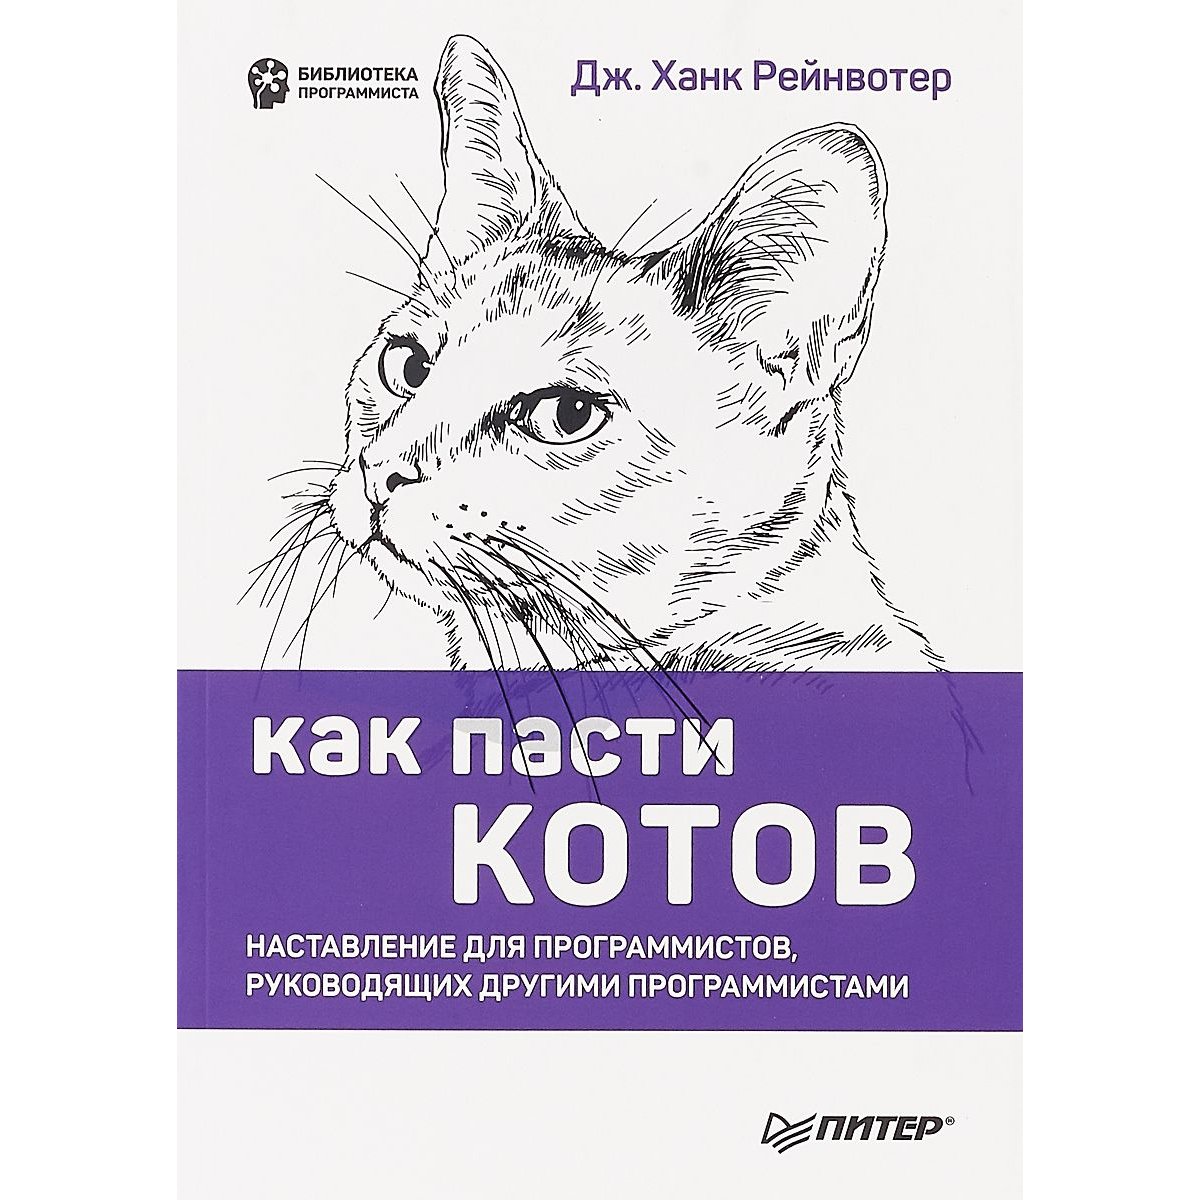 БИБЛИОТЕКА
ПРОГРАММИСТА
Дж. Ханк Рейнвотер
как пасти
КОТОВ
НАСТАВЛЕНИЕ ДЛЯ ПРОГРАММИСТОВ,
РУКОВОДЯЩИХ ДРУГИМИ ПРОГРАММИСТАМИ
ПИТЕР®